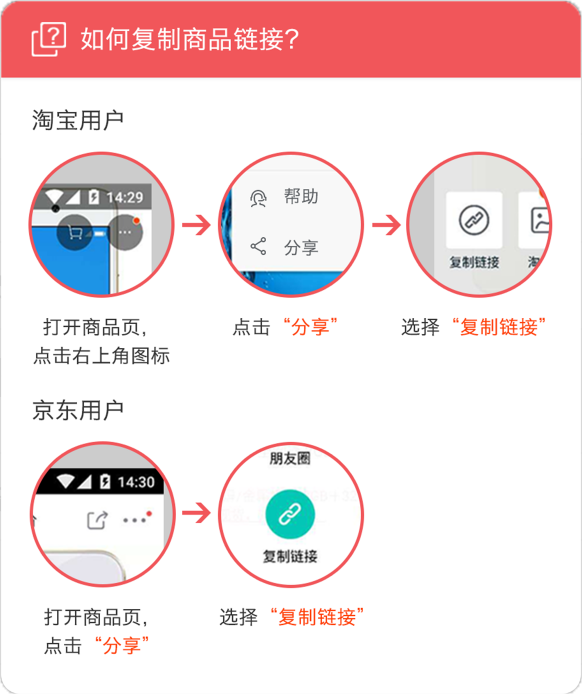 如何复制商品链接?
淘宝用户
14:29
帮助
分享
复制链接
打开商品页，
点击右上角图标
点击“分享”
选择“复制链接”
京东用户
14:30
朋友圈
复制链接
打开商品页，
点击“分享”
选择“复制链接”